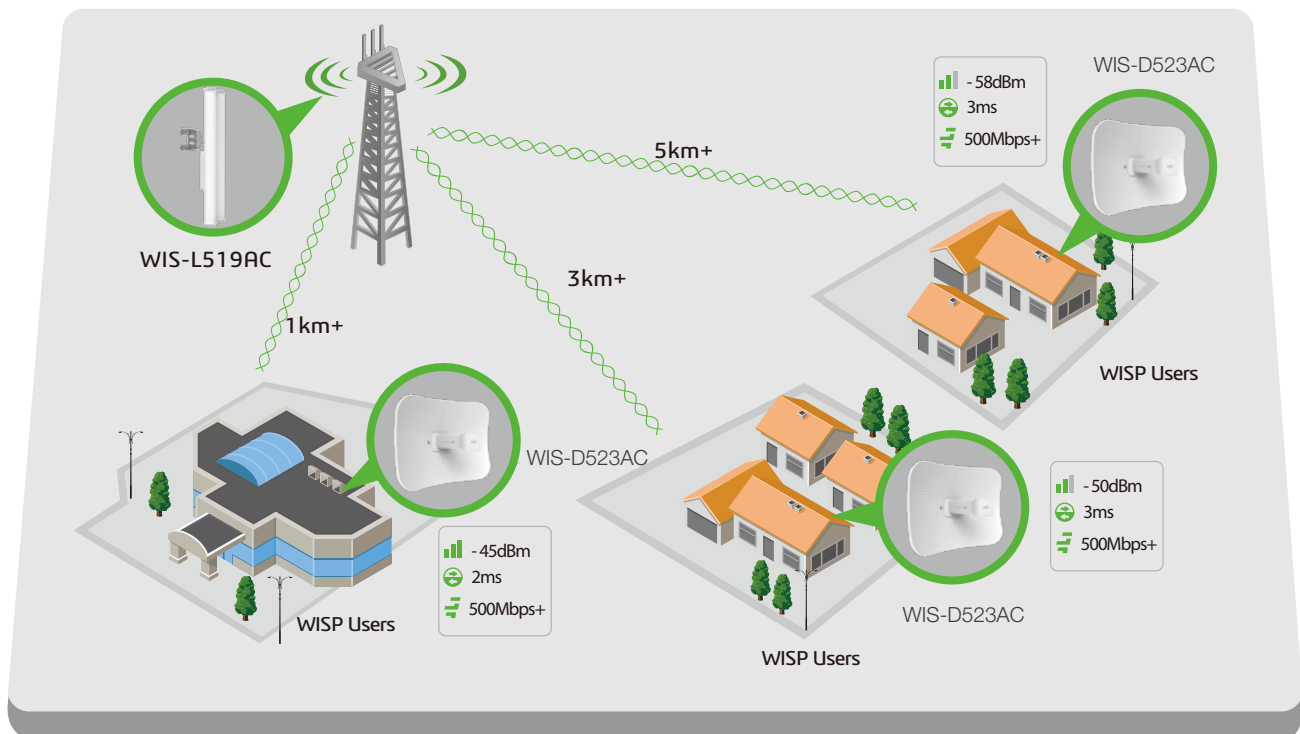 WIS-D523AC
-58dBm
3ms
500Mbps+
5km+
WIS-L519AC
3km+
1km+
WISP Users
WIS-D523AC
-45dBm
2ms
500Mbps+
WISP Users
-50dBm
3ms
500Mbps+
WIS-D523AC
WISP Users